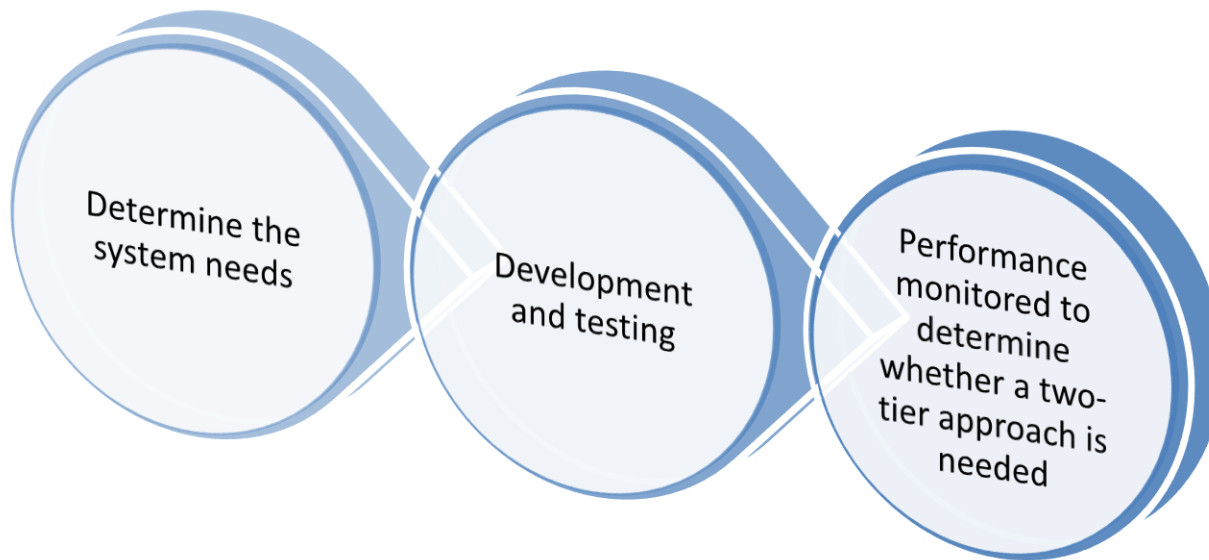 Determine the
system needs
Development
and testing
Performance
monitored to
determine
whether a two-
tier approach is
needed